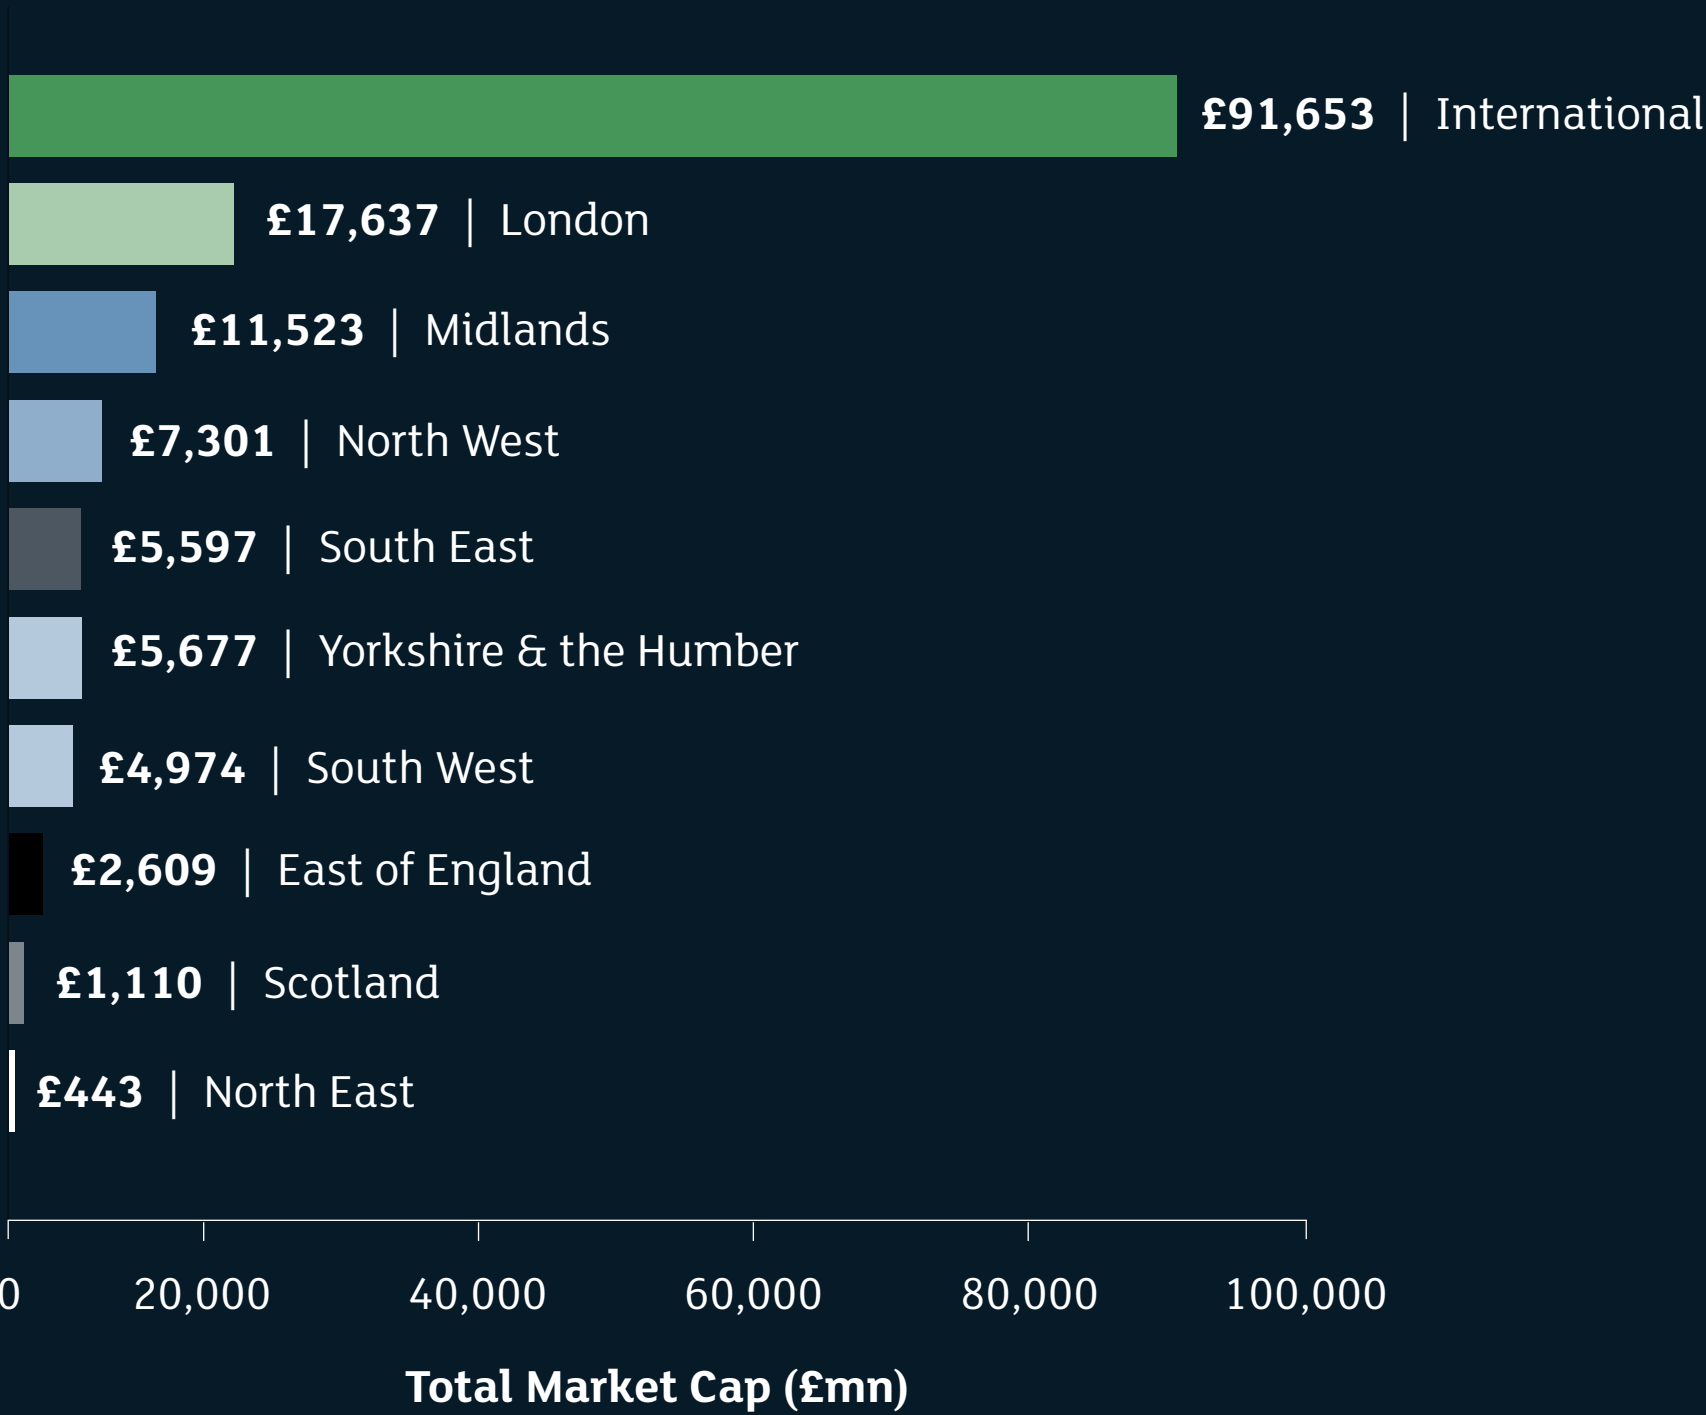 £91,653 | International
£17,637 | London
£11,523 | Midlands
£7,301 | North West
£5,597 | South East
£5,677 | Yorkshire & the Humber
£4,974 | South West
£2,609 | East of England
£1,110 | Scotland
£443 | North East
0 20,000 40,000 60,000 80,000 100,000
Total Market Cap (£mn)